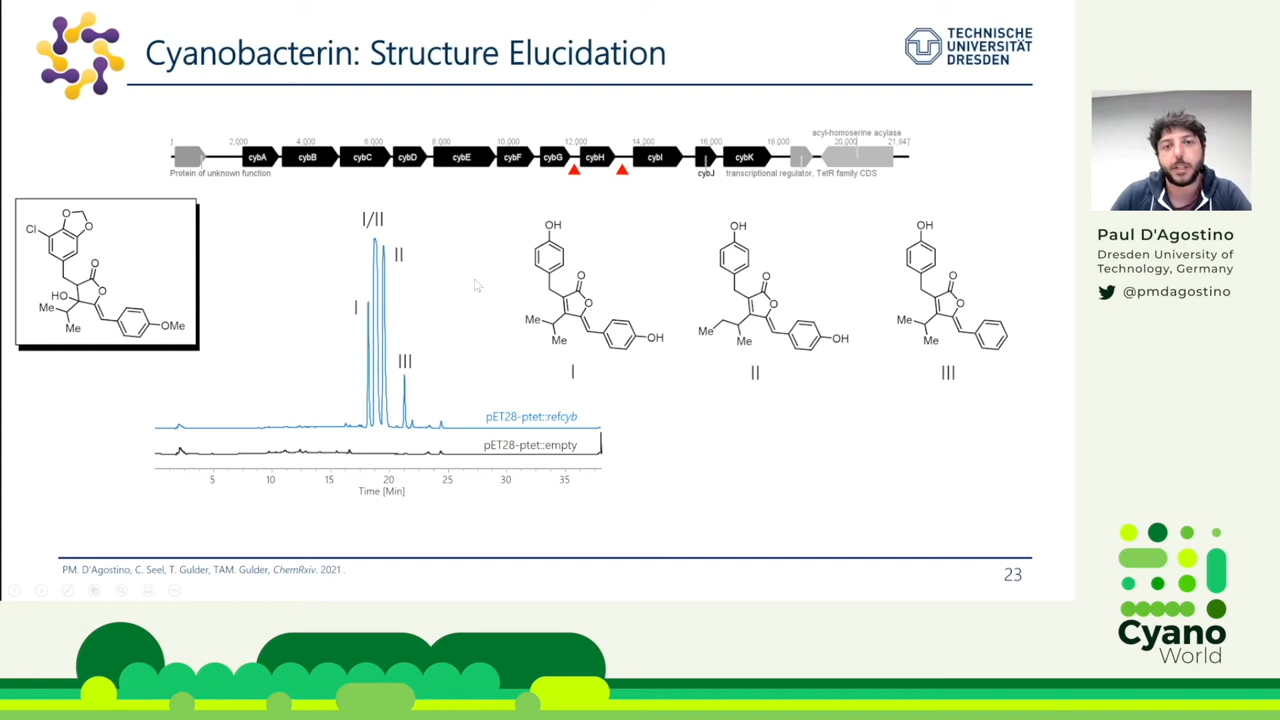 Cyanobacterin: Structure Elucidation
TECHNISCHE
UNIVERSITÄT
DRESDEN
acyl-homoserine acylase
1 2,000 4,000 6,000 8,000 10,000 12,000 14,000 16,000 18,000 20,000 21,847
cybA cybB cybC cybD cybE cybF cybG cybH cybI cybK
Protein of unknown function cybJ transcriptional regulator, TetR family CDS
O
O
Cl
O
O
HO
Me
Me
OMe
I/II
II
I
III
pET28-ptet::refcyb
pET28-ptet::empty
5 10 15 20 25 30 35
Time [Min]
OH
O
O
Me
Me
OH
I
OH
O
O
Me
Me
OH
II
OH
O
O
Me
Me
III
PM. D'Agostino, C. Seel, T. Gulder, TAM. Gulder, ChemRxiv. 2021 .
23
Paul D'Agostino
Dresden University of
Technology, Germany
@pmdagostino
Cyano
World